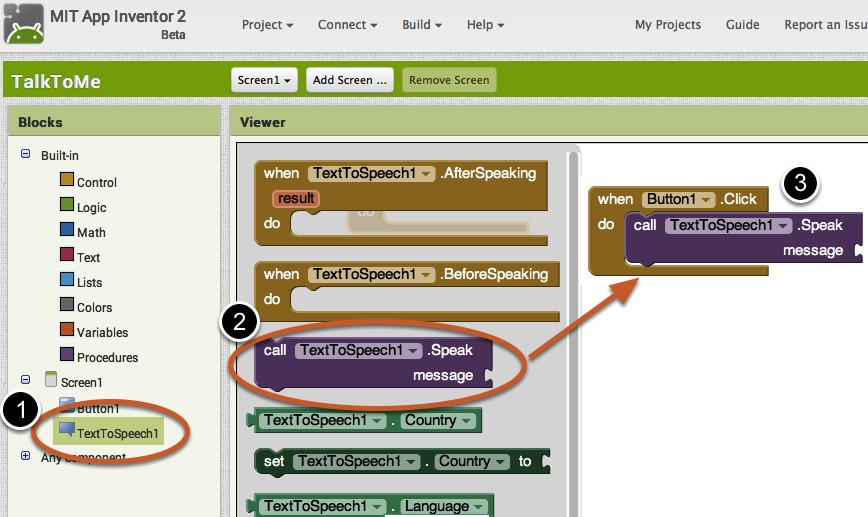 MIT App Inventor 2
Beta
Project Connect Build Help My Projects Guide Report an Issu
TalkToMe Screen1 Add Screen ... Remove Screen
Blocks
Built-in
Control
Logic
Math
Text
Lists
Colors
Variables
Procedures
Screen1
1
Button1
TextToSpeech1
Any component
Viewer
when TextToSpeech1 .AfterSpeaking
result
do
do
when TextToSpeech1 .BeforeSpeaking
do
2
call TextToSpeech1 .Speak
message
TextToSpeech1 . Country
set TextToSpeech1 . Country to
TextToSpeech1 . Language
3
when Button1 .Click
do call TextToSpeech1 .Speak
message